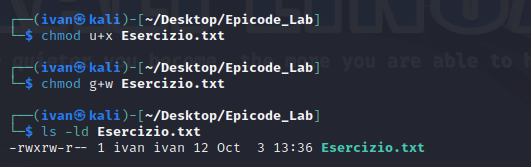 ┌──(ivan㉿kali)-[~/Desktop/Epicode_Lab]
└─$ chmod u+x Esercizio.txt
┌──(ivan㉿kali)-[~/Desktop/Epicode_Lab]
└─$ chmod g+w Esercizio.txt
┌──(ivan㉿kali)-[~/Desktop/Epicode_Lab]
└─$ ls -ld Esercizio.txt
-rwxrw-r-- 1 ivan ivan 12 Oct  3 13:36 Esercizio.txt